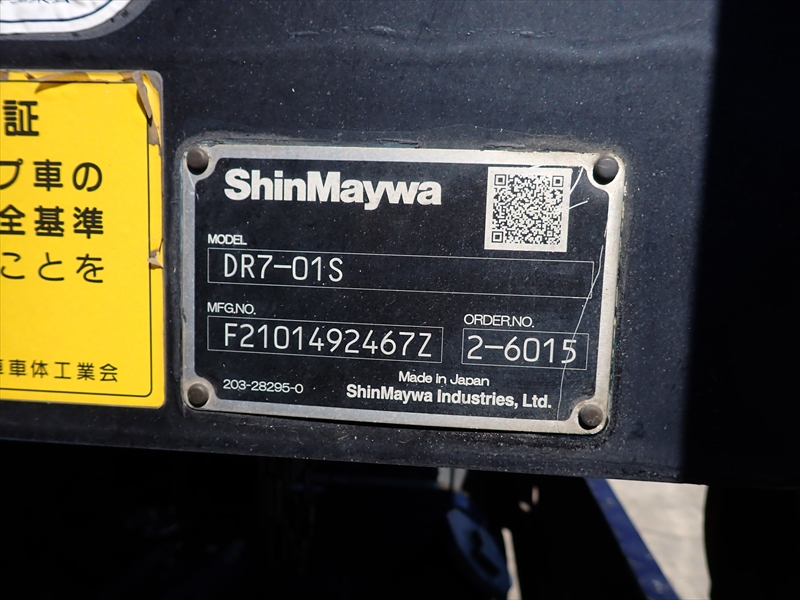 証
プ車の
全基準
ことを
車体工業会
ShinMaywa
MODEL
DR7-01S
MFG.NO.
F2101492467Z
ORDER.NO.
2-6015
203-28295-0
Made in Japan
ShinMaywa Industries, Ltd.